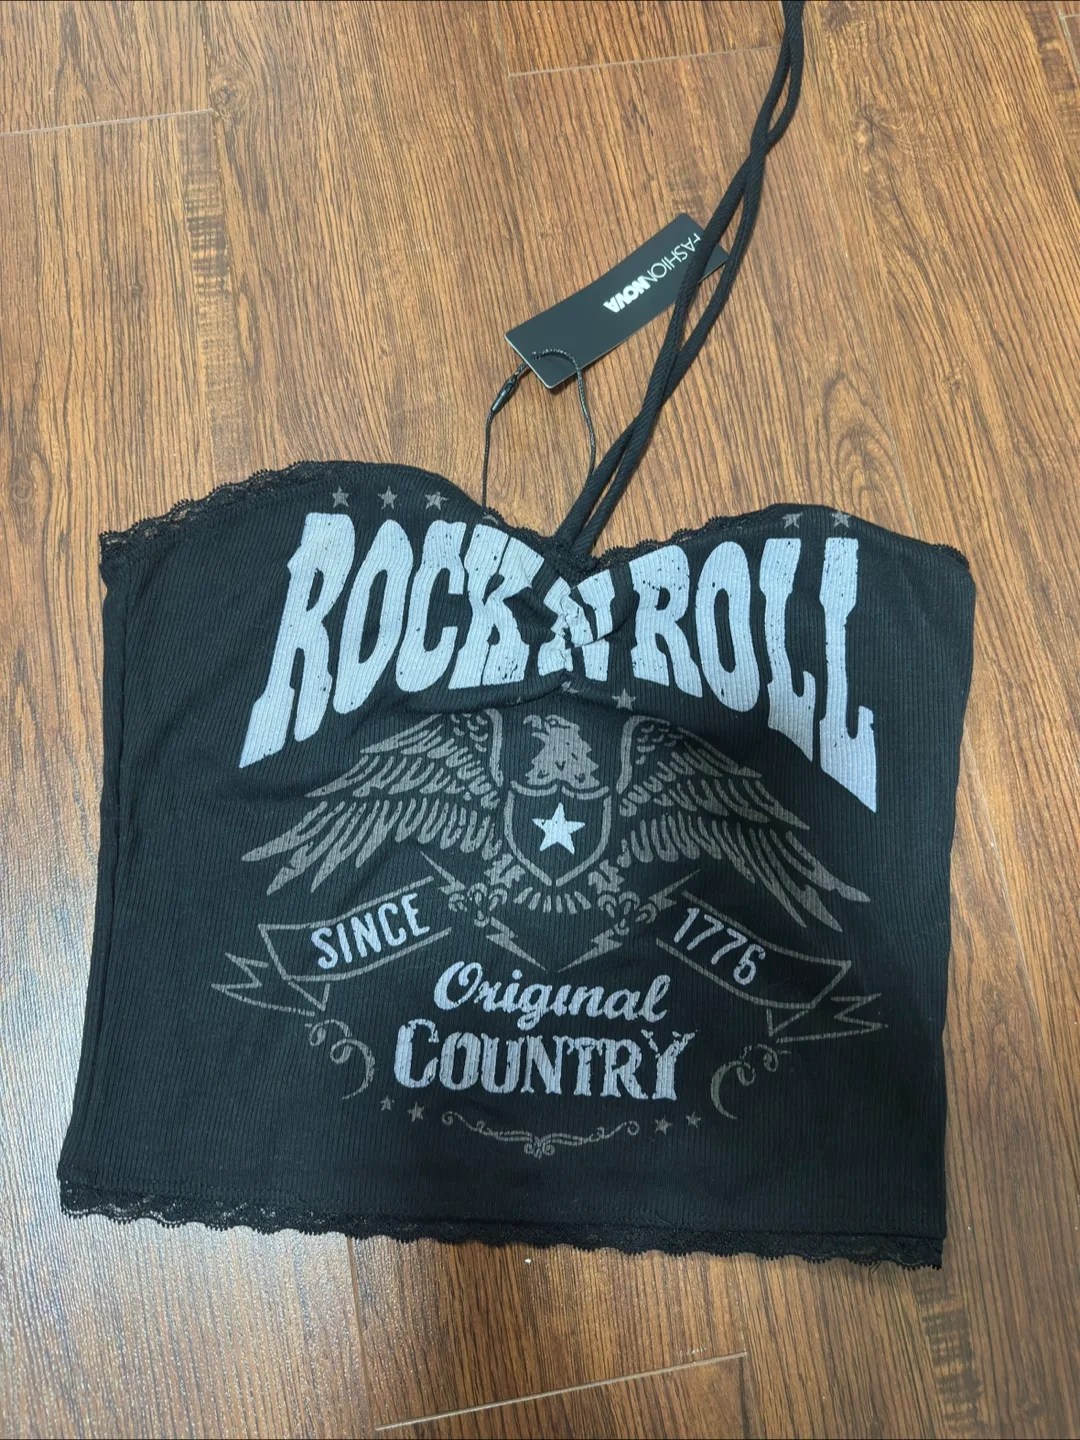 FASHIONNOVA
ROCK N ROLL
SINCE 1776
Original
COUNTRY